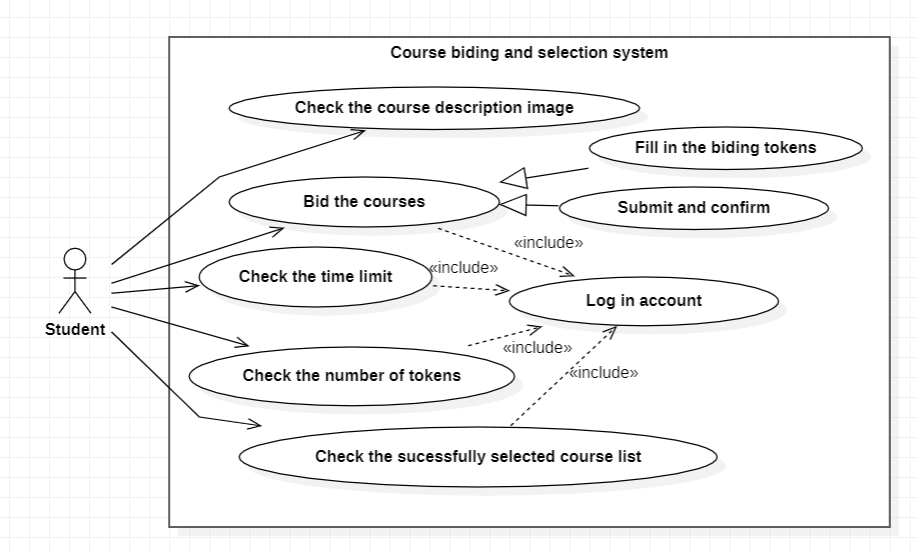 Course biding and selection system
Check the course description image
Fill in the biding tokens
Bid the courses
Submit and confirm
«include»
Check the time limit
«include»
Log in account
Student
«include»
Check the number of tokens
«include»
Check the sucessfully selected course list